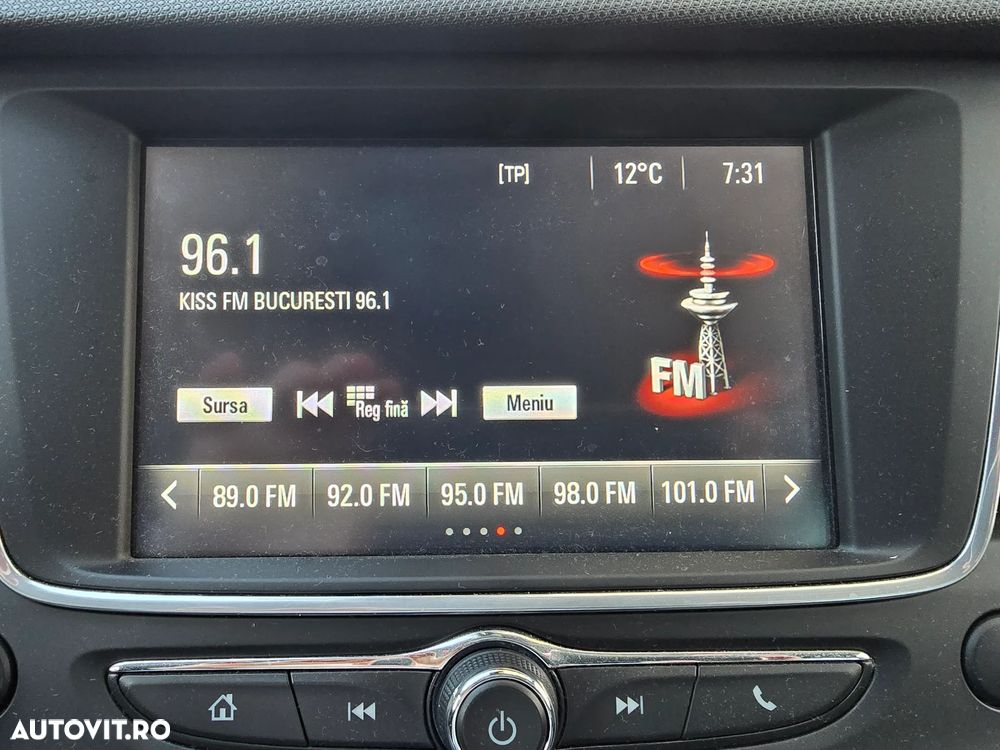 [TP] 12°C 7:31
96.1
KISS FM BUCURESTI 96.1
FM
Sursa Reg fină Meniu
89.0 FM 92.0 FM 95.0 FM 98.0 FM 101.0 FM
AUTOVIT.RO